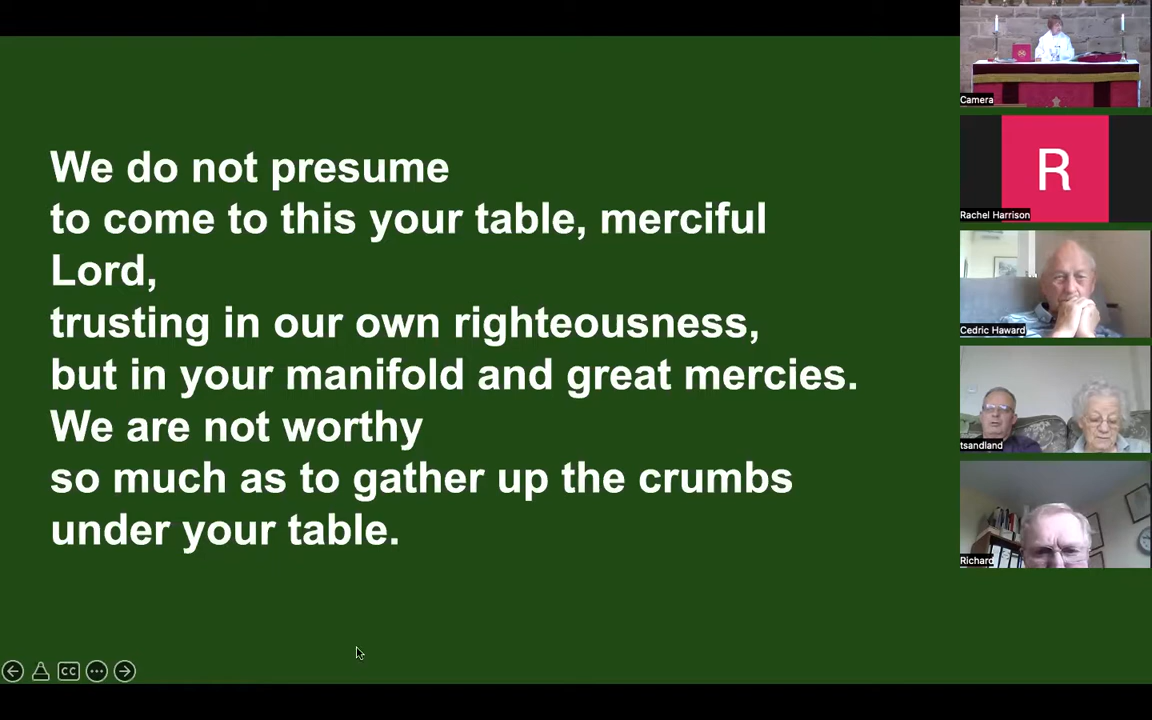 We do not presume
to come to this your table, merciful
Lord,
trusting in our own righteousness,
but in your manifold and great mercies.
We are not worthy
so much as to gather up the crumbs
under your table.
CC
Camera
R
Rachel Harrison
Cedric Haward
tsandland
Richard